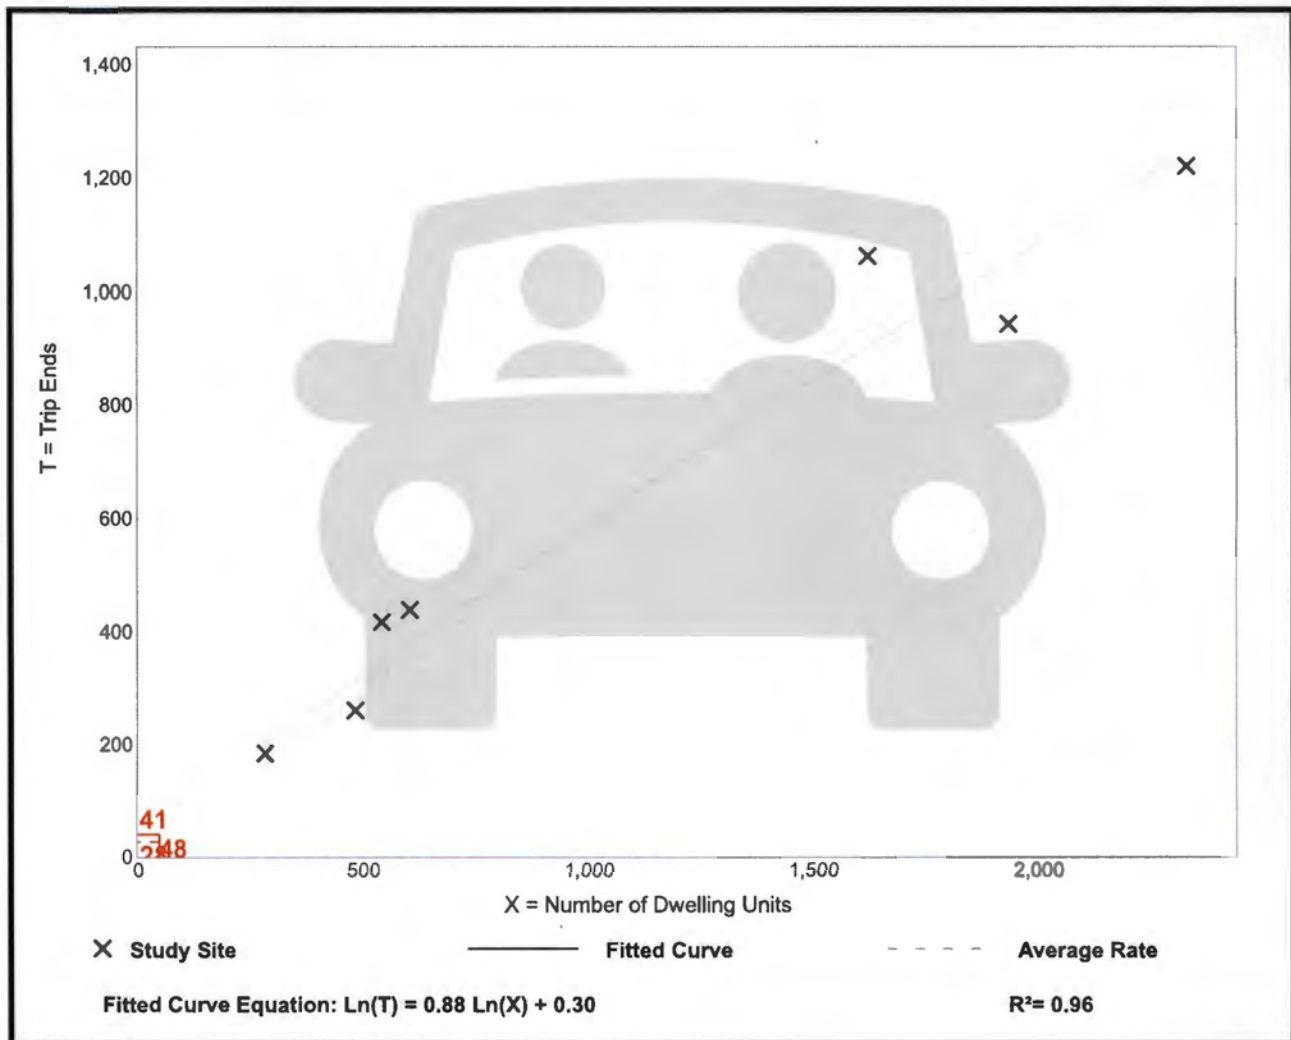 1,400
1,200
1,000
800
600
400
200
0
T = Trip Ends
41
48
0 500 1,000 1,500 2,000
X = Number of Dwelling Units
Study Site Fitted Curve Average Rate
Fitted Curve Equation: Ln(T) = 0.88 Ln(X) + 0.30 R²= 0.96